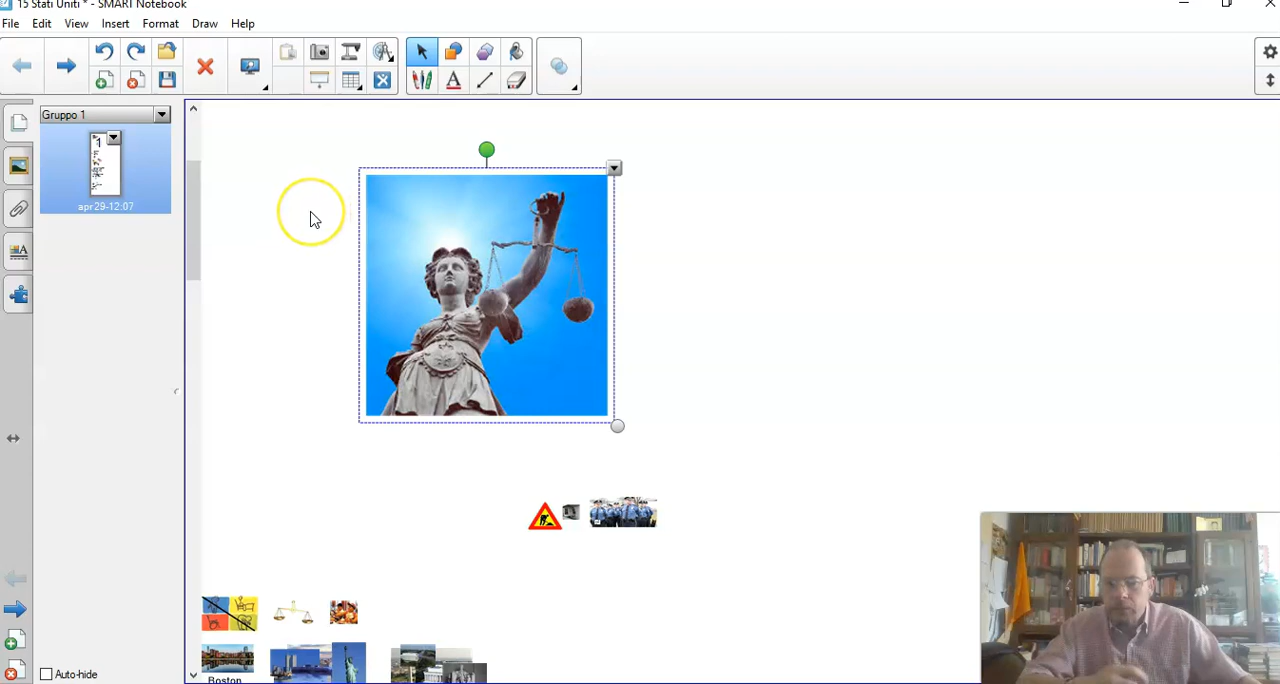 15 Stati Uniti * - SMART Notebook
File Edit View Insert Format Draw Help
Gruppo 1
1
apr29-12:07
Boston
Auto-hide